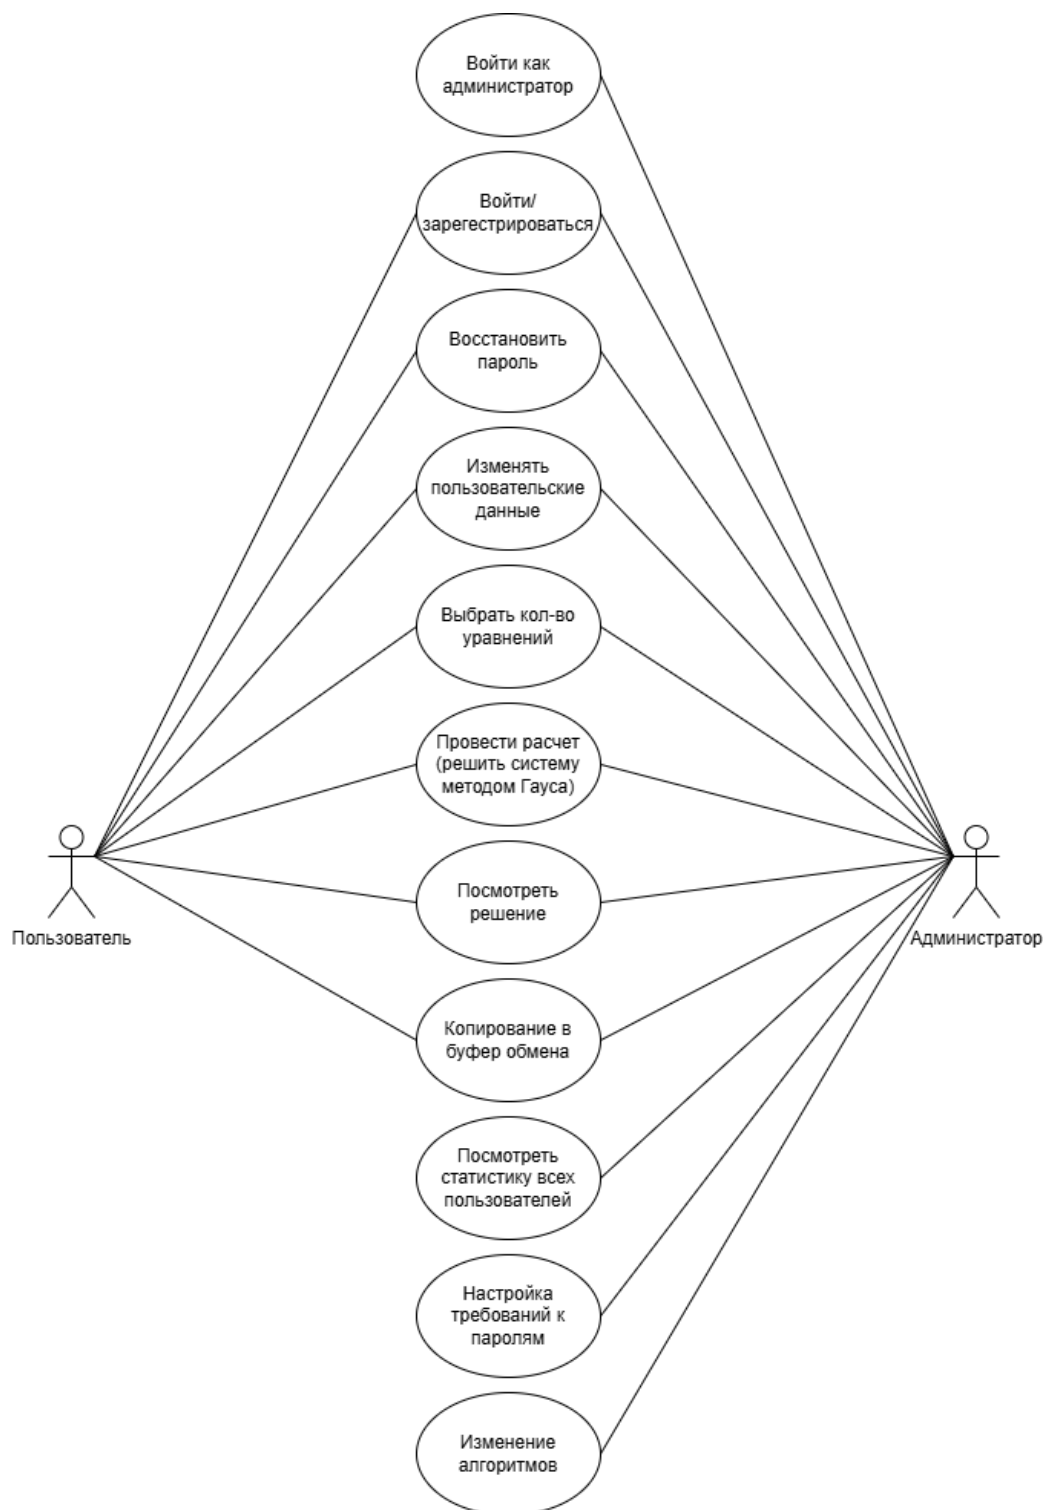 Войти как
администратор
Войти/
зарегестрироваться
Восстановить
пароль
Изменять
пользовательские
данные
Выбрать кол-во
уравнений
Провести расчет
(решить систему
методом Гауса)
Пользователь
Администратор
Посмотреть
решение
Копирование в
буфер обмена
Посмотреть
статистику всех
пользователей
Настройка
требований к
паролям
Изменение
алгоритмов